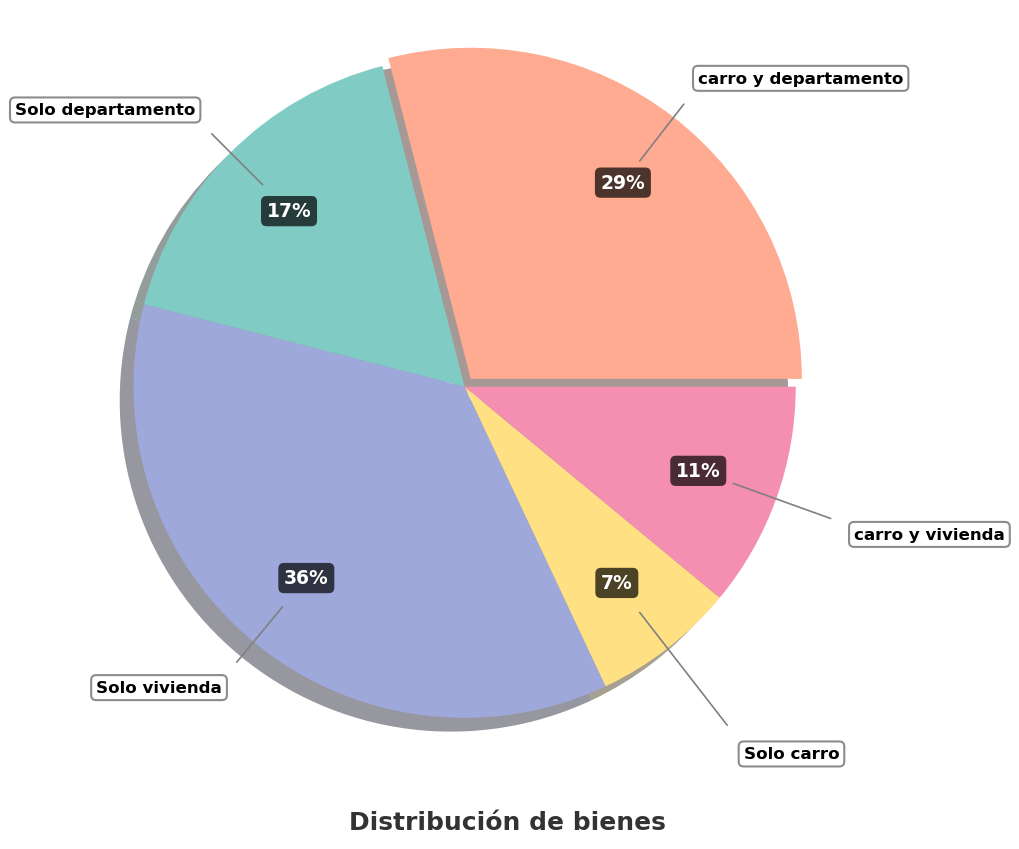 carro y departamento
Solo departamento
29%
17%
11%
carro y vivienda
36%
7%
Solo vivienda
Solo carro
Distribución de bienes